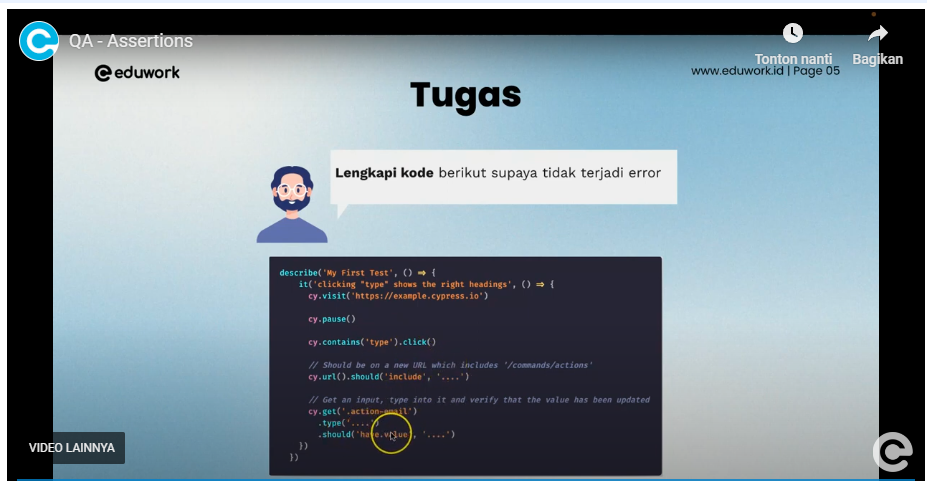 QA - Assertions
Tonton nanti
Bagikan
eduwork
www.eduwork.id | Page 05
Tugas
Lengkapi kode berikut supaya tidak terjadi error
describe('My First Test', () => {
it('clicking "type" shows the right headings', () => {
cy.visit('https://example.cypress.io')
cy.pause()
cy.contains('type').click()
// Should be on a new URL which includes '/commands/actions'
cy.url().should('include', '....')
// Get an input, type into it and verify that the value has been updated
cy.get('.action-email')
.type('....')
.should('have.value', '....')
})
})
VIDEO LAINNYA